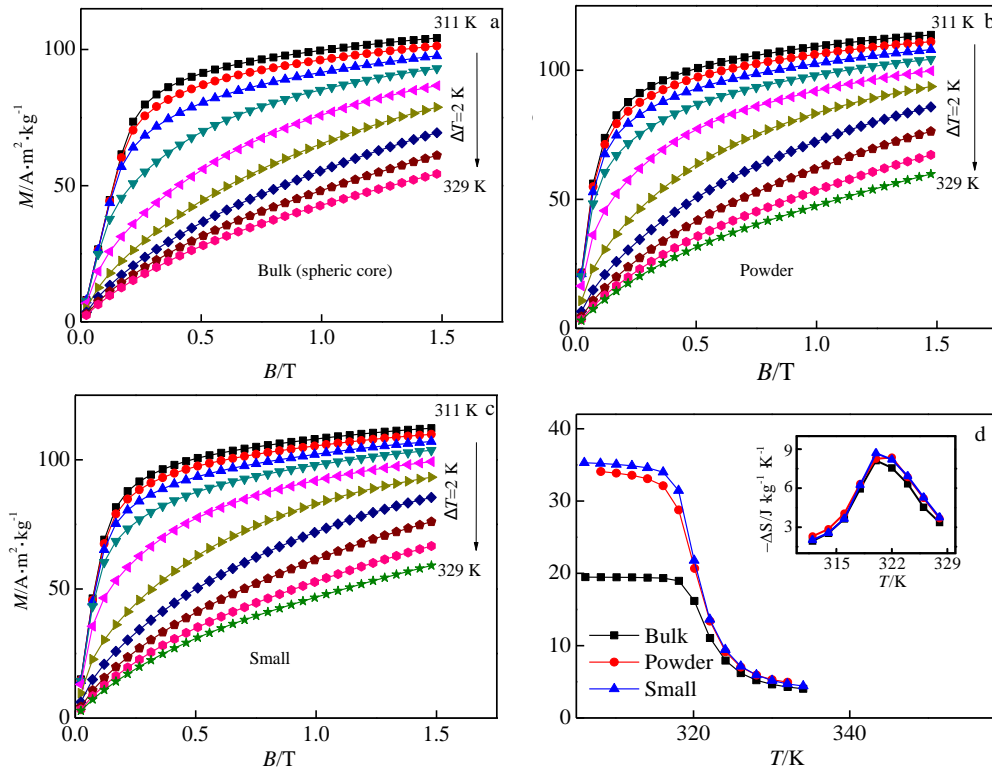 a
311 K
100
M/A·m²·kg⁻¹
ΔT=2 K
50
329 K
Bulk (spheric core)
0
0.0 0.5 1.0 1.5
B/T
b
311 K
100
ΔT=2 K
50
329 K
Powder
0
0.0 0.5 1.0 1.5
B/T
311 K c
100
M/A·m²·kg⁻¹
ΔT=2 K
50
329 K
Small
0
0.0 0.5 1.0 1.5
B/T
d
40
30
20
10
0
320 340
T/K
Bulk
Powder
Small
9
6
3
−ΔS/J kg⁻¹ K⁻¹
315 322 329
T/K